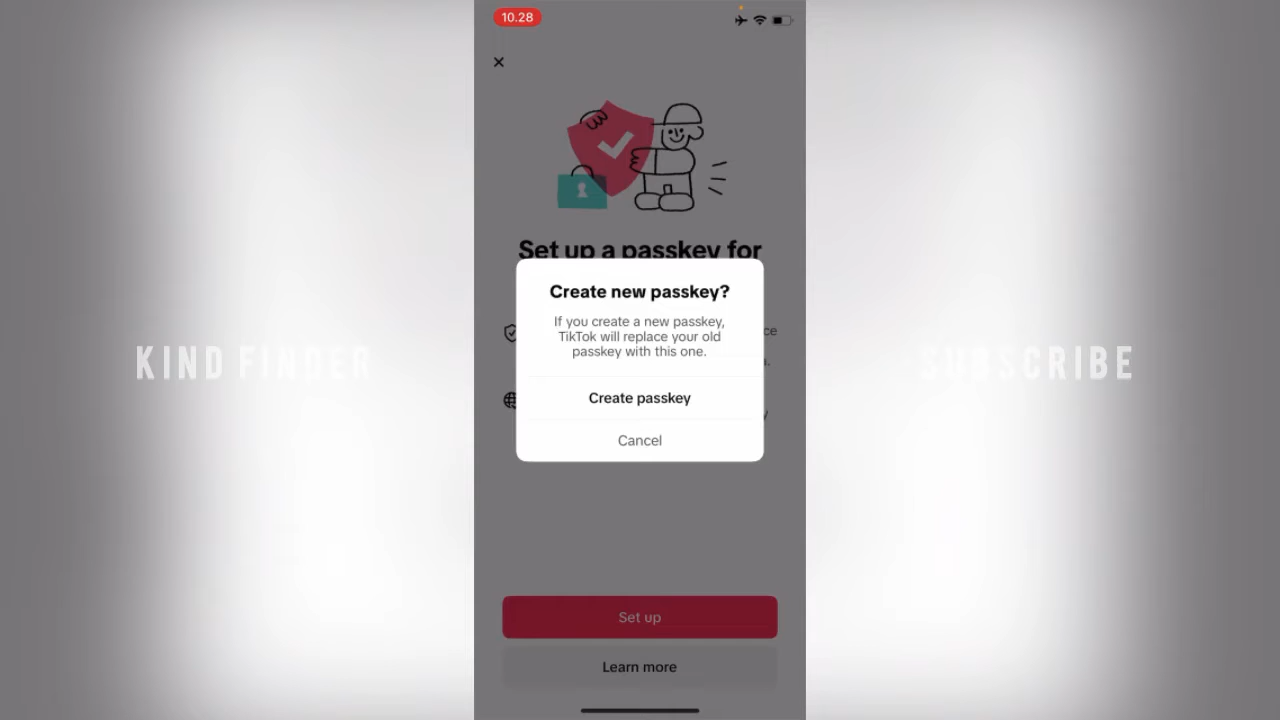 10.28
Set up a passkey for
Create new passkey?
If you create a new passkey,
TikTok will replace your old
passkey with this one.
ce
a.
y
Create passkey
Cancel
KIND FINDER
SUBSCRIBE
Set up
Learn more